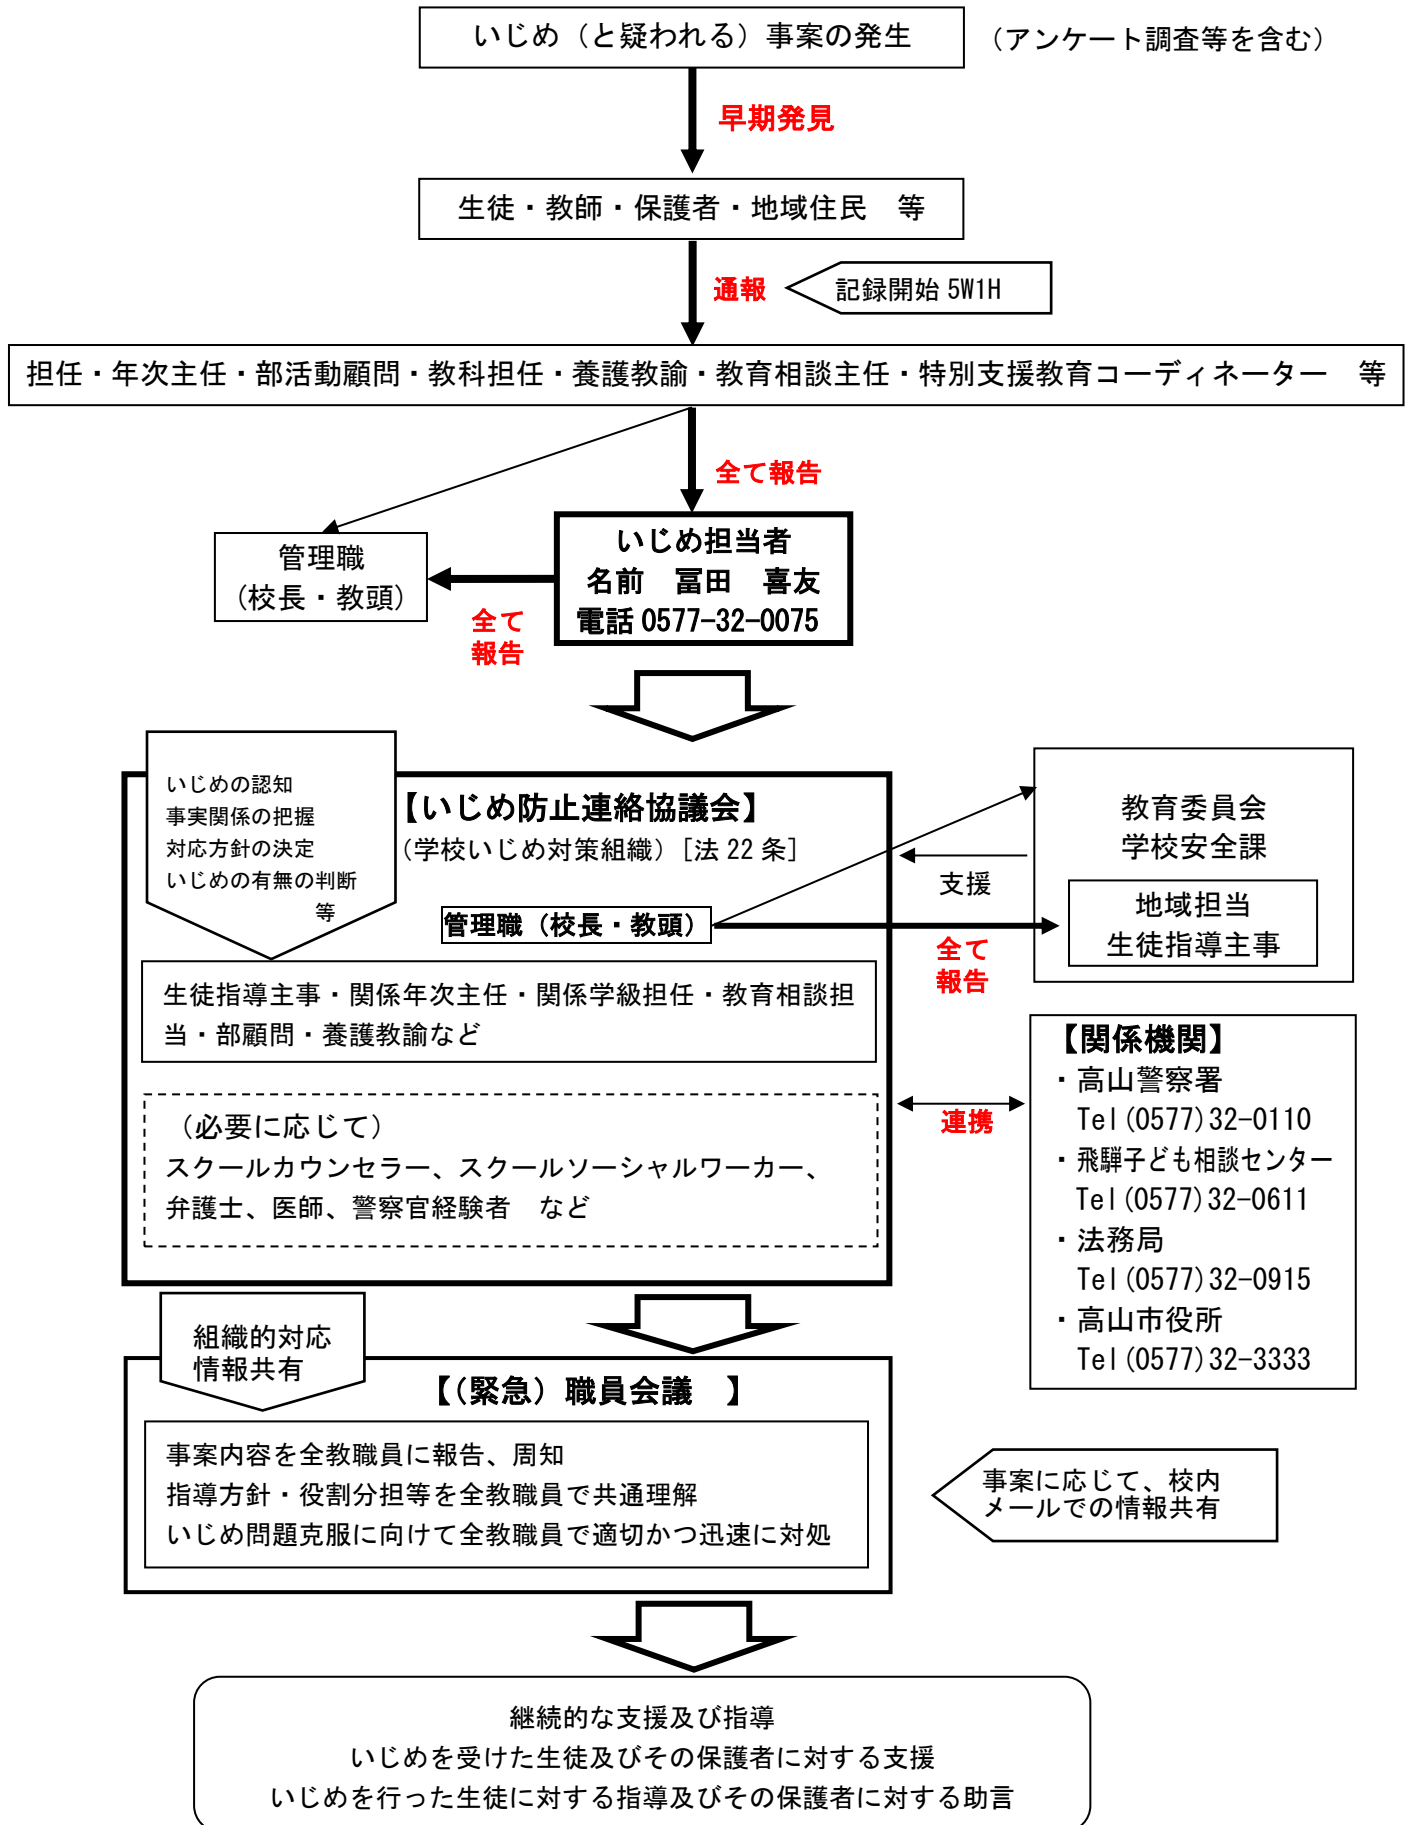 いじめ（と疑われる）事案の発生
（アンケート調査等を含む）
早期発見
生徒・教師・保護者・地域住民　等
通報
記録開始 5W1H
担任・年次主任・部活動顧問・教科担任・養護教諭・教育相談主任・特別支援教育コーディネーター　等
全て報告
管理職
（校長・教頭）
いじめ担当者
名前　冨田　喜友
電話 0577-32-0075
全て
報告
いじめの認知
事実関係の把握
対応方針の決定
いじめの有無の判断
等
【いじめ防止連絡協議会】
（学校いじめ対策組織）［法 22 条］
管理職（校長・教頭）
教育委員会
学校安全課
支援
地域担当
生徒指導主事
全て
報告
生徒指導主事・関係年次主任・関係学級担任・教育相談担
当・部顧問・養護教諭など
（必要に応じて）
スクールカウンセラー、スクールソーシャルワーカー、
弁護士、医師、警察官経験者　など
連携
【関係機関】
・高山警察署
Tel(0577)32-0110
・飛騨子ども相談センター
Tel(0577)32-0611
・法務局
Tel(0577)32-0915
・高山市役所
Tel(0577)32-3333
組織的対応
情報共有
【（緊急）職員会議　】
事案内容を全教職員に報告、周知
指導方針・役割分担等を全教職員で共通理解
いじめ問題克服に向けて全教職員で適切かつ迅速に対処
事案に応じて、校内
メールでの情報共有
継続的な支援及び指導
いじめを受けた生徒及びその保護者に対する支援
いじめを行った生徒に対する指導及びその保護者に対する助言